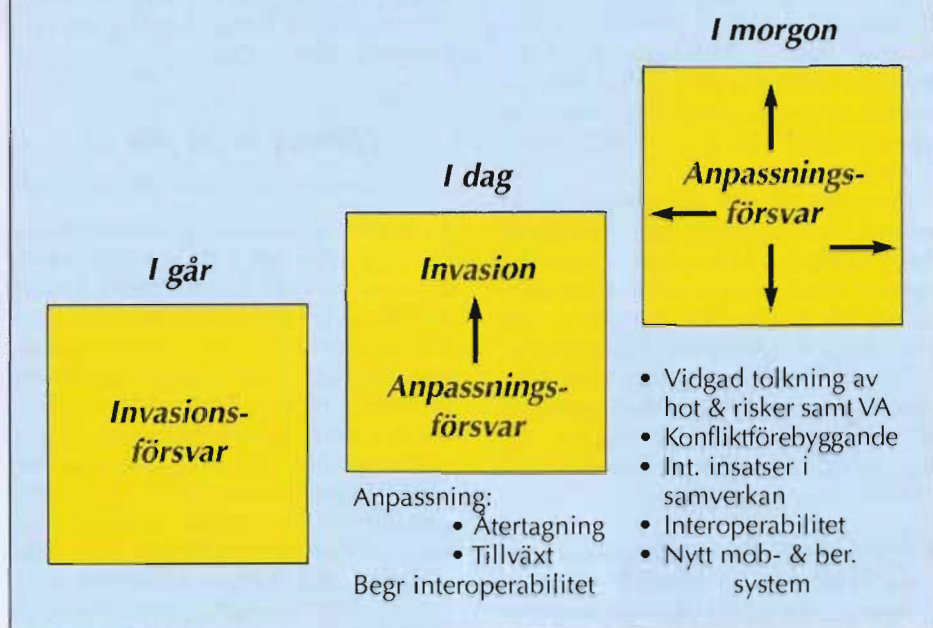 I går
Invasions-
försvar
I dag
Invasion
Anpassnings-
försvar
Anpassning:
• Återtagning
• Tillväxt
Begr interoperabilitet
I morgon
Anpassnings-
försvar
• Vidgad tolkning av
hot & risker samt VA
• Konfliktförebyggande
• Int. insatser i
samverkan
• Interoperabilitet
• Nytt mob- & ber.
system